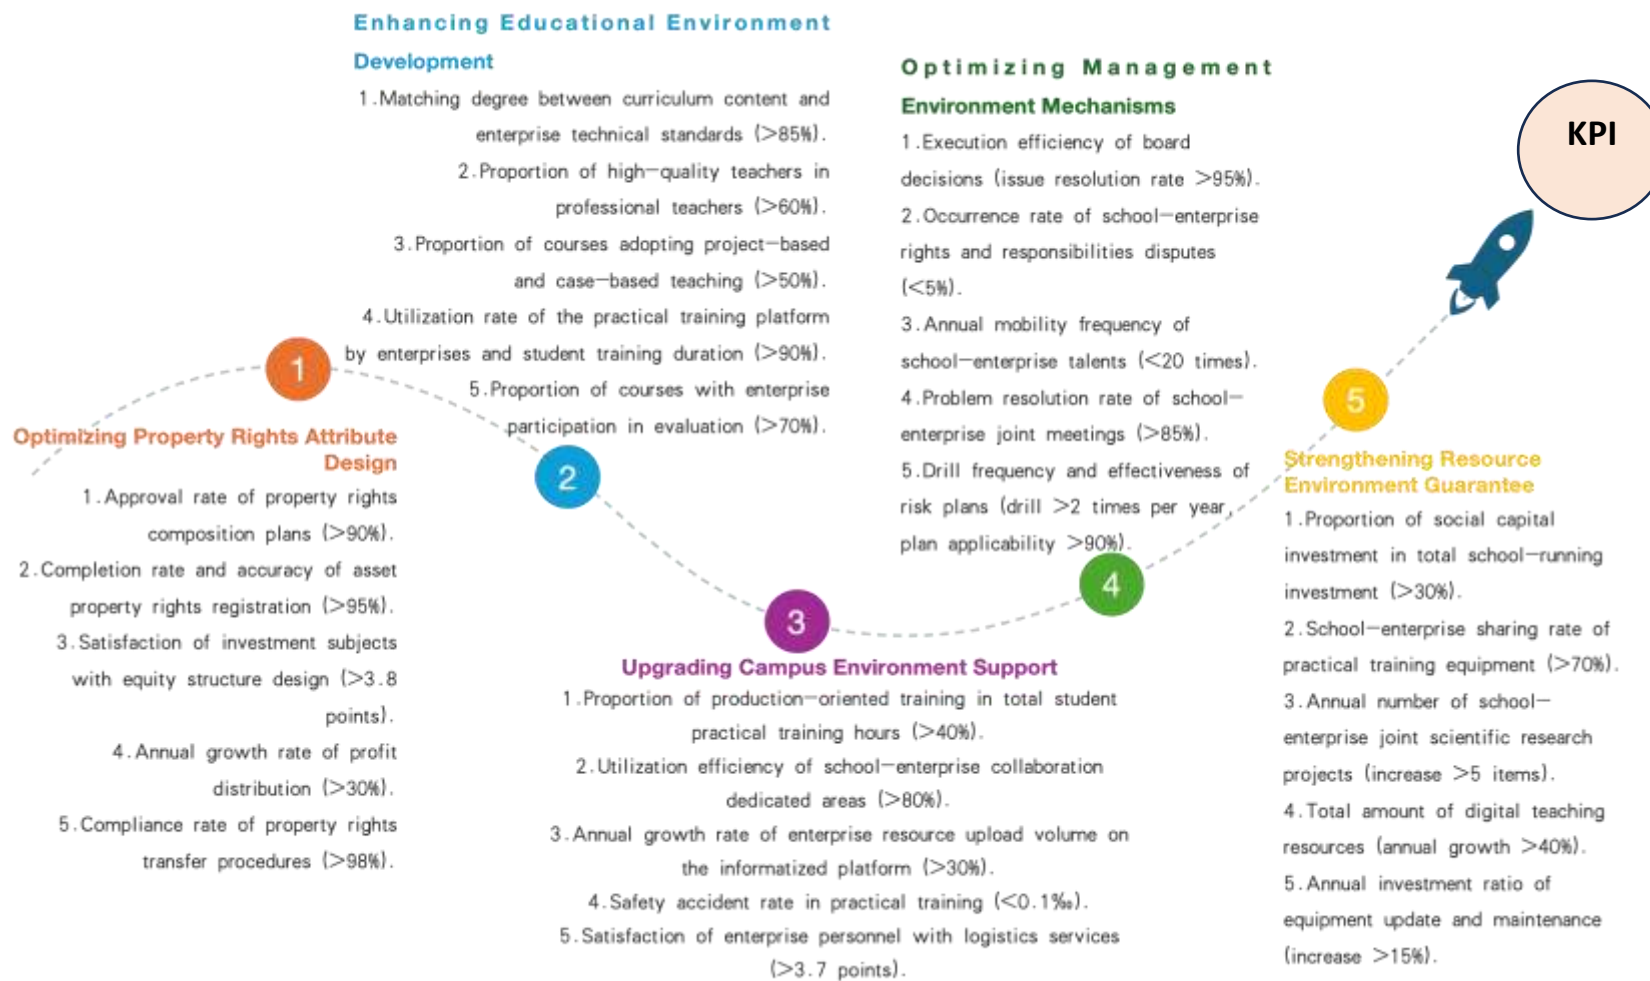 1
Optimizing Property Rights Attribute
Design
1.Approval rate of property rights
composition plans (>90%).
2.Completion rate and accuracy of asset
property rights registration (>95%).
3.Satisfaction of investment subjects
with equity structure design (>3.8
points).
4.Annual growth rate of profit
distribution (>30%).
5.Compliance rate of property rights
transfer procedures (>98%).
Enhancing Educational Environment
Development
1.Matching degree between curriculum content and
enterprise technical standards (>85%).
2.Proportion of high—quality teachers in
professional teachers (>60%).
3.Proportion of courses adopting project—based
and case—based teaching (>50%).
4.Utilization rate of the practical training platform
by enterprises and student training duration (>90%).
5.Proportion of courses with enterprise
participation in evaluation (>70%).
2
3
Upgrading Campus Environment Support
1.Proportion of production—oriented training in total student
practical training hours (>40%).
2.Utilization efficiency of school—enterprise collaboration
dedicated areas (>80%).
3.Annual growth rate of enterprise resource upload volume on
the informatized platform (>30%).
4.Safety accident rate in practical training (<0.1‰).
5.Satisfaction of enterprise personnel with logistics services
(>3.7 points).
Optimizing Management
Environment Mechanisms
1.Execution efficiency of board
decisions (issue resolution rate >95%).
2.Occurrence rate of school—enterprise
rights and responsibilities disputes
(<5%).
3.Annual mobility frequency of
school—enterprise talents (<20 times).
4.Problem resolution rate of school—
enterprise joint meetings (>85%).
5.Drill frequency and effectiveness of
risk plans (drill >2 times per year,
plan applicability >90%).
4
5
Strengthening Resource
Environment Guarantee
1.Proportion of social capital
investment in total school—running
investment (>30%).
2.School—enterprise sharing rate of
practical training equipment (>70%).
3.Annual number of school—
enterprise joint scientific research
projects (increase >5 items).
4.Total amount of digital teaching
resources (annual growth >40%).
5.Annual investment ratio of
equipment update and maintenance
(increase >15%).
KPI